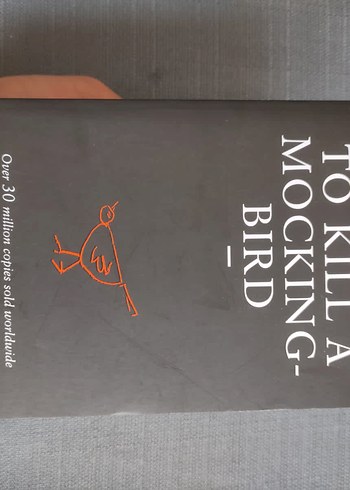 TO KILL A
MOCKING-
BIRD
Over 30 million copies sold worldwide